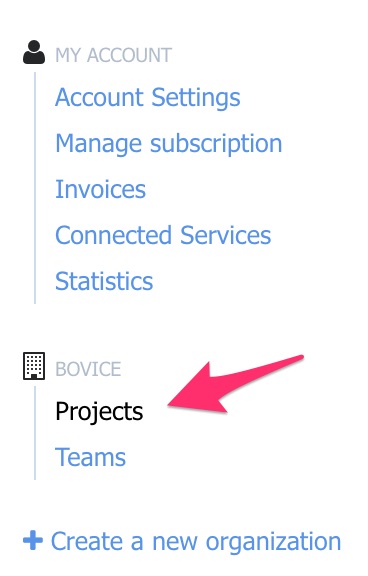 MY ACCOUNT
Account Settings
Manage subscription
Invoices
Connected Services
Statistics
BOVICE
Projects
Teams
Create a new organization